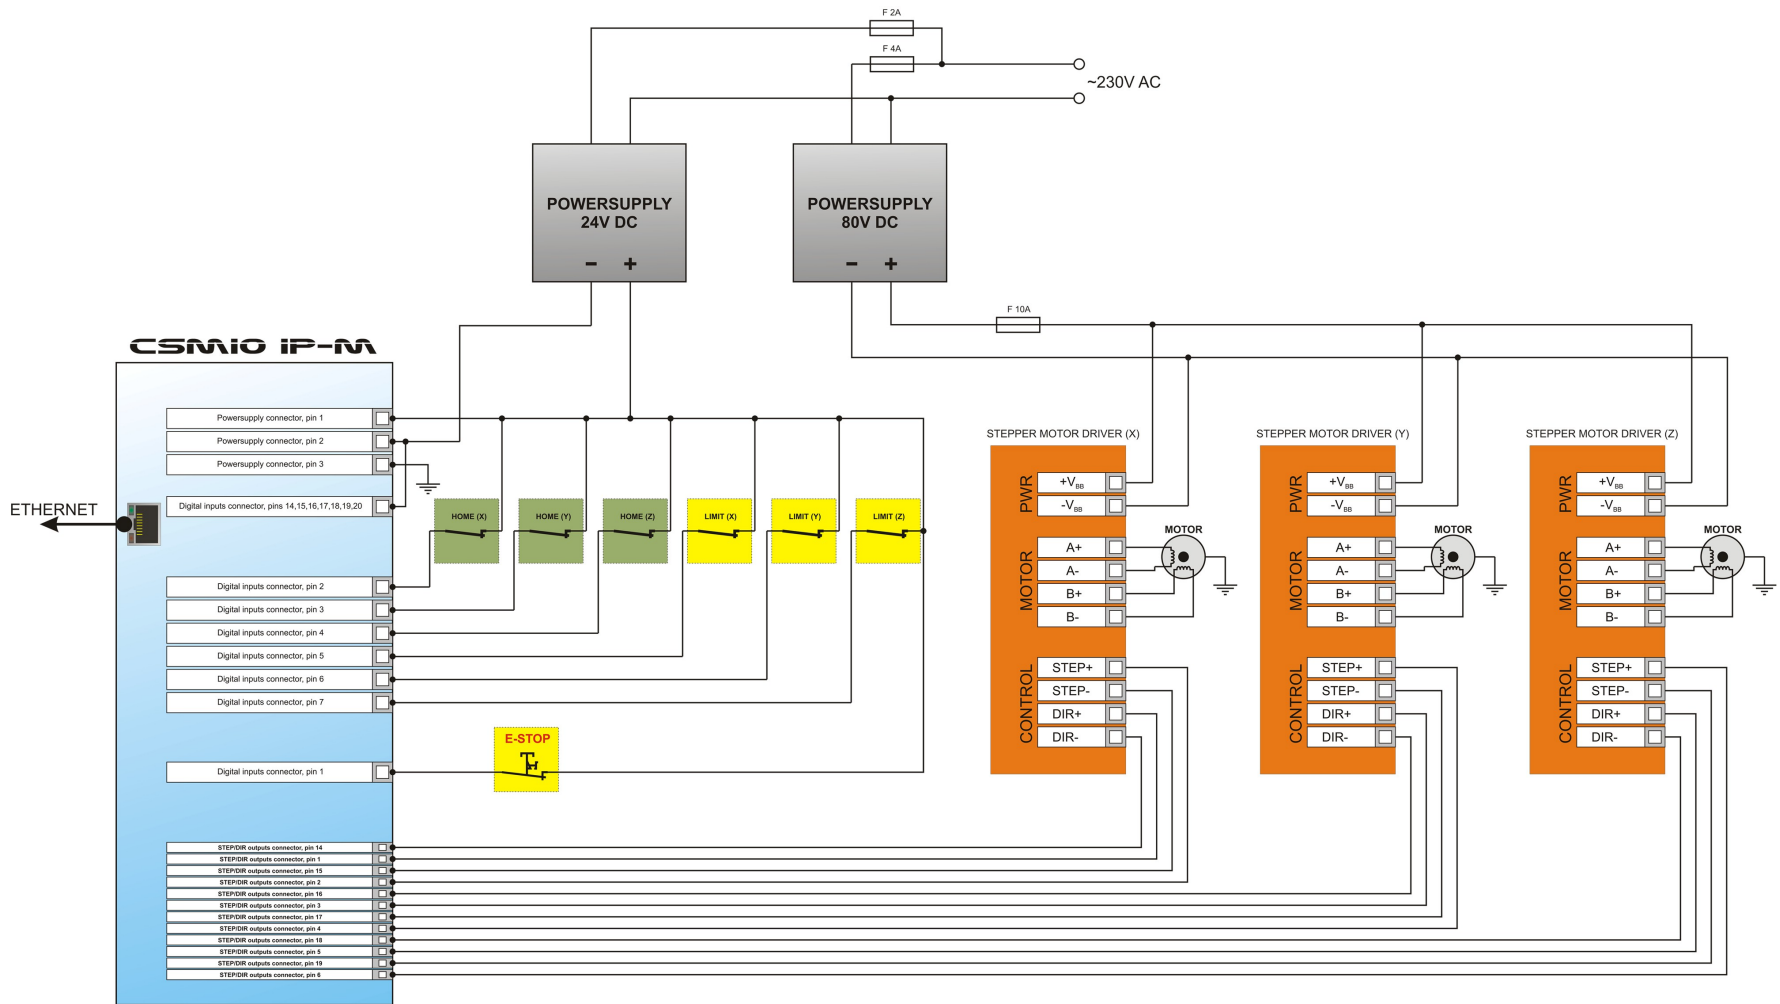 F 2A
F 4A
~230V AC
POWERSUPPLY
24V DC
− +
POWERSUPPLY
80V DC
− +
F 10A
CSMIO IP-M
Powersupply connector, pin 1
Powersupply connector, pin 2
Powersupply connector, pin 3
Digital inputs connector, pins 14,15,16,17,18,19,20
ETHERNET
Digital inputs connector, pin 2
Digital inputs connector, pin 3
Digital inputs connector, pin 4
Digital inputs connector, pin 5
Digital inputs connector, pin 6
Digital inputs connector, pin 7
Digital inputs connector, pin 1
STEP/DIR outputs connector, pin 14
STEP/DIR outputs connector, pin 1
STEP/DIR outputs connector, pin 15
STEP/DIR outputs connector, pin 2
STEP/DIR outputs connector, pin 16
STEP/DIR outputs connector, pin 3
STEP/DIR outputs connector, pin 17
STEP/DIR outputs connector, pin 4
STEP/DIR outputs connector, pin 18
STEP/DIR outputs connector, pin 5
STEP/DIR outputs connector, pin 19
STEP/DIR outputs connector, pin 6
HOME (X)
HOME (Y)
HOME (Z)
LIMIT (X)
LIMIT (Y)
LIMIT (Z)
E-STOP
STEPPER MOTOR DRIVER (X)
PWR
+VBB
-VBB
MOTOR
A+
A-
B+
B-
MOTOR
CONTROL
STEP+
STEP-
DIR+
DIR-
STEPPER MOTOR DRIVER (Y)
PWR
+VBB
-VBB
MOTOR
A+
A-
B+
B-
MOTOR
CONTROL
STEP+
STEP-
DIR+
DIR-
STEPPER MOTOR DRIVER (Z)
PWR
+VBB
-VBB
MOTOR
A+
A-
B+
B-
MOTOR
CONTROL
STEP+
STEP-
DIR+
DIR-